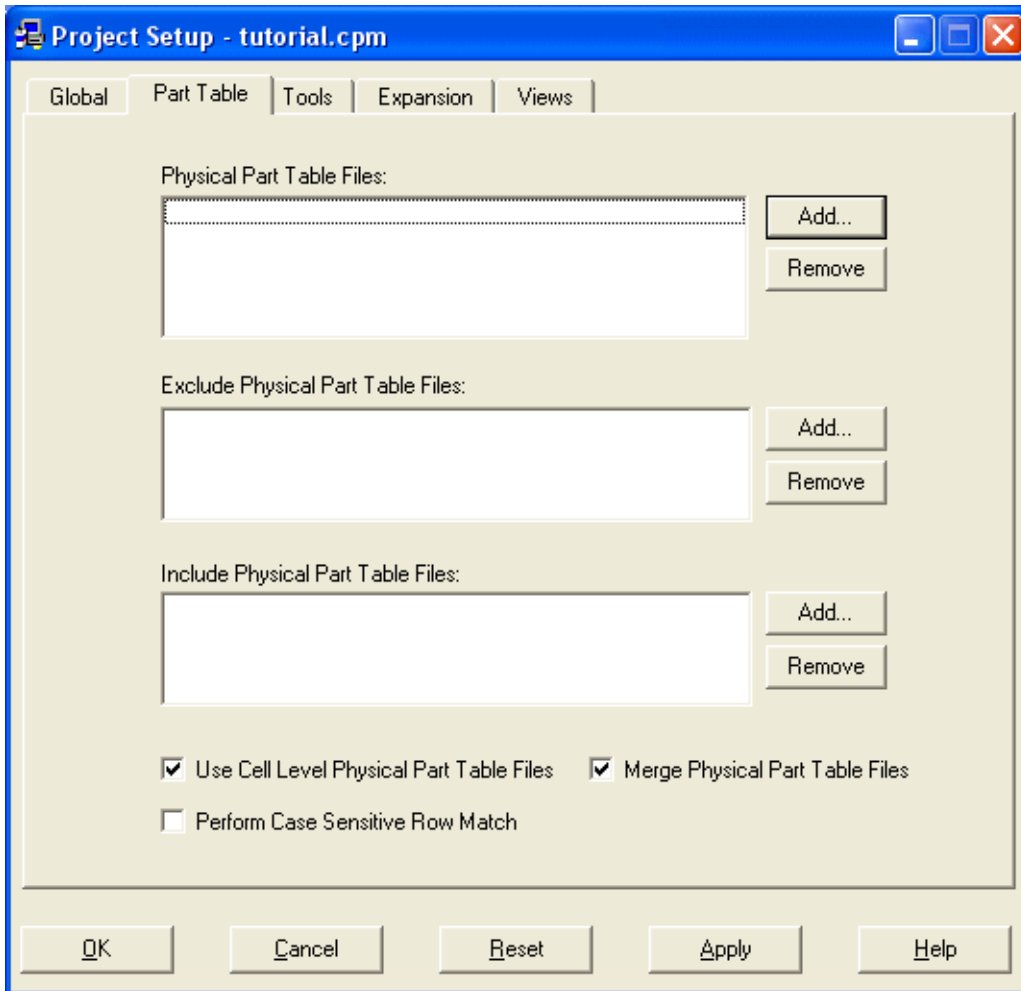 Project Setup - tutorial.cpm
Global Part Table Tools Expansion Views
Physical Part Table Files:
Add...
Remove
Exclude Physical Part Table Files:
Add...
Remove
Include Physical Part Table Files:
Add...
Remove
Use Cell Level Physical Part Table Files Merge Physical Part Table Files
Perform Case Sensitive Row Match
OK Cancel Reset Apply Help